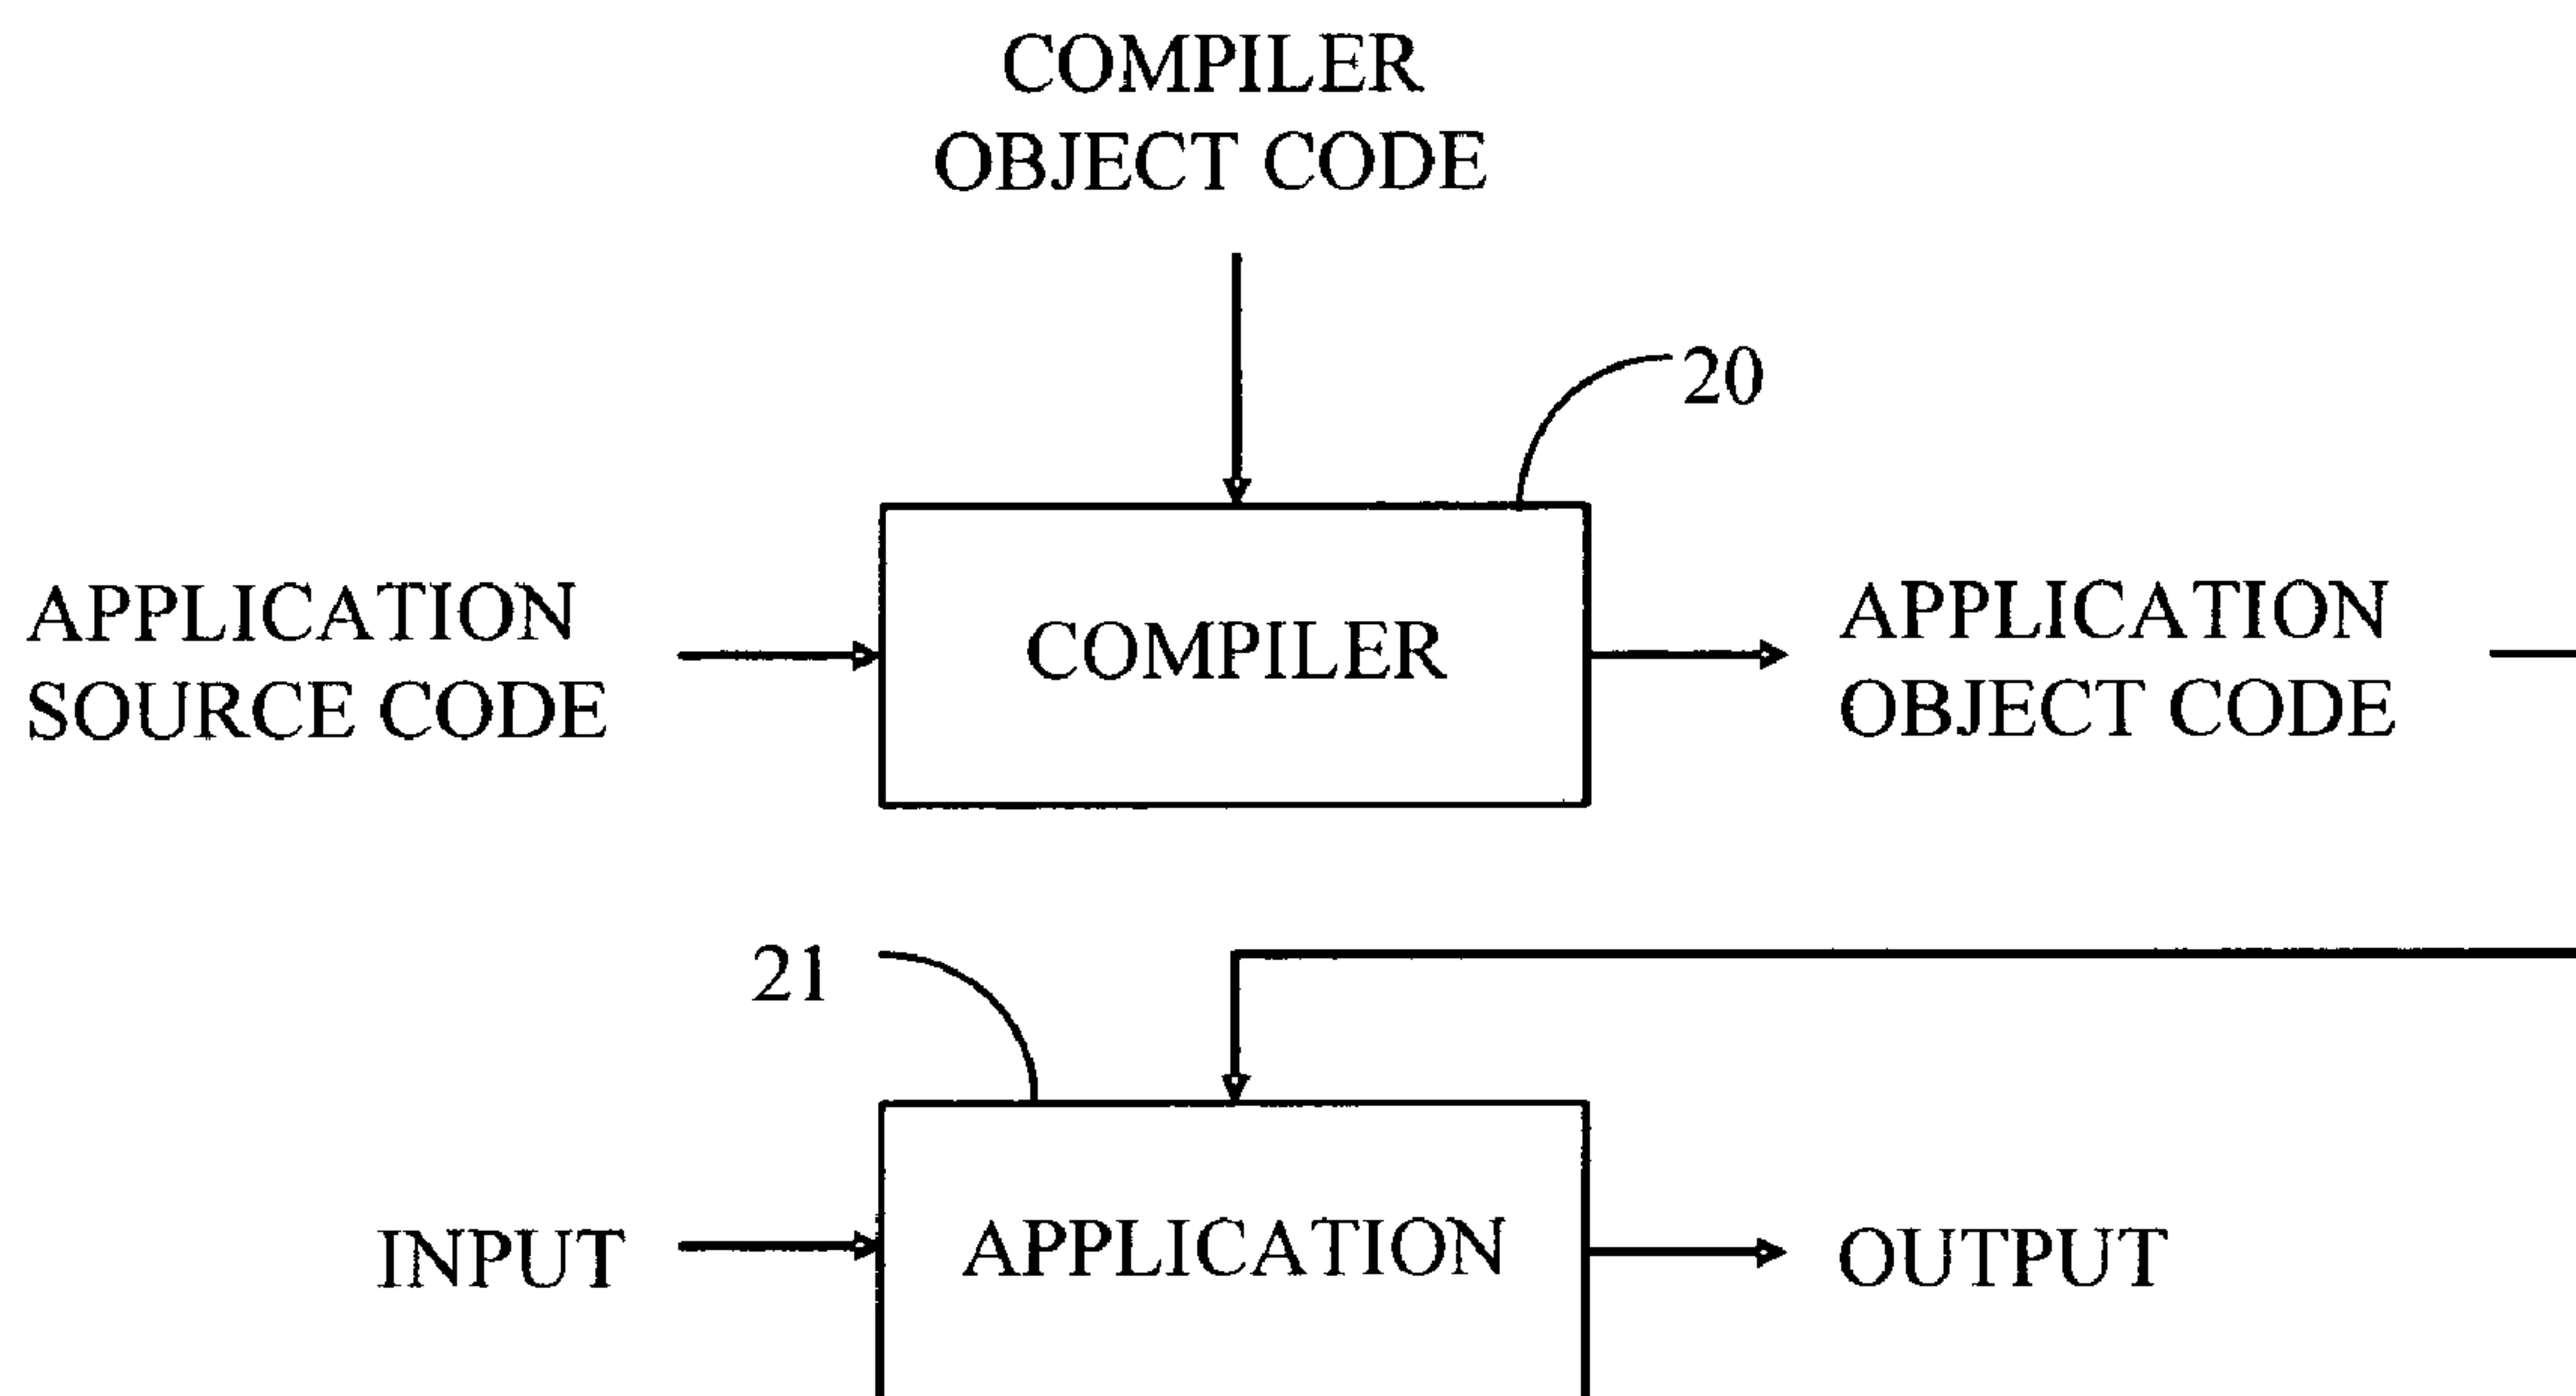 COMPILER
OBJECT CODE
20
APPLICATION
SOURCE CODE
COMPILER
APPLICATION
OBJECT CODE
21
INPUT
APPLICATION
OUTPUT